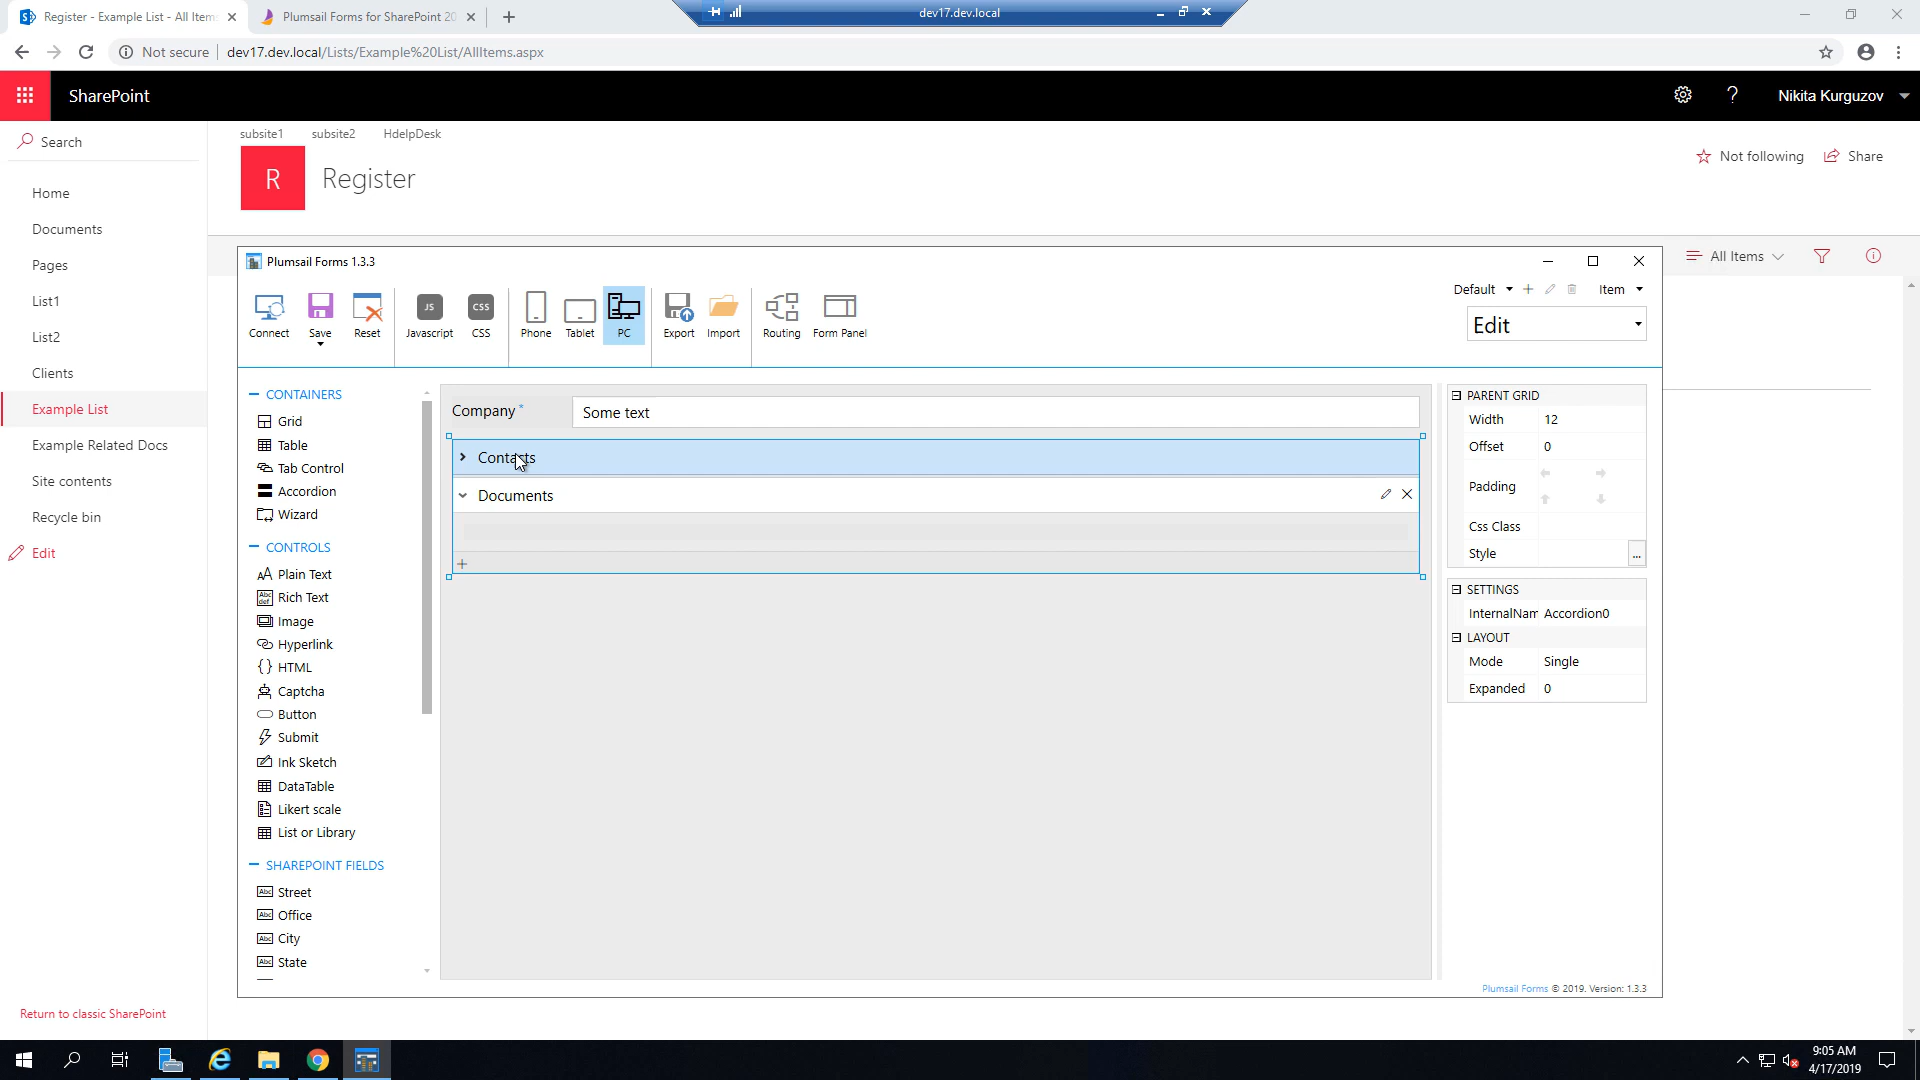 Register - Example List - All Item
Plumsail Forms for SharePoint 20
dev17.dev.local
Not secure
dev17.dev.local/Lists/Example%20List/AllItems.aspx
SharePoint
Nikita Kurguzov
Search
subsite1
subsite2
HdelpDesk
R
Register
Not following
Share
Home
Documents
Pages
List1
List2
Clients
Example List
Example Related Docs
Site contents
Recycle bin
Edit
Return to classic SharePoint
All Items
Plumsail Forms 1.3.3
Connect
Save
Reset
JS
Javascript
CSS
CSS
Phone
Tablet
PC
Export
Import
Routing
Form Panel
Default
Item
Edit
CONTAINERS
Grid
Table
Tab Control
Accordion
Wizard
CONTROLS
Plain Text
Rich Text
Image
Hyperlink
HTML
Captcha
Button
Submit
Ink Sketch
DataTable
Likert scale
List or Library
SHAREPOINT FIELDS
Abc Street
Abc Office
Abc City
Abc State
Company *
Some text
Contacts
Documents
PARENT GRID
Width 12
Offset 0
Padding
Css Class
Style ...
SETTINGS
InternalNam Accordion0
LAYOUT
Mode Single
Expanded 0
Plumsail Forms © 2019. Version: 1.3.3
9:05 AM
4/17/2019